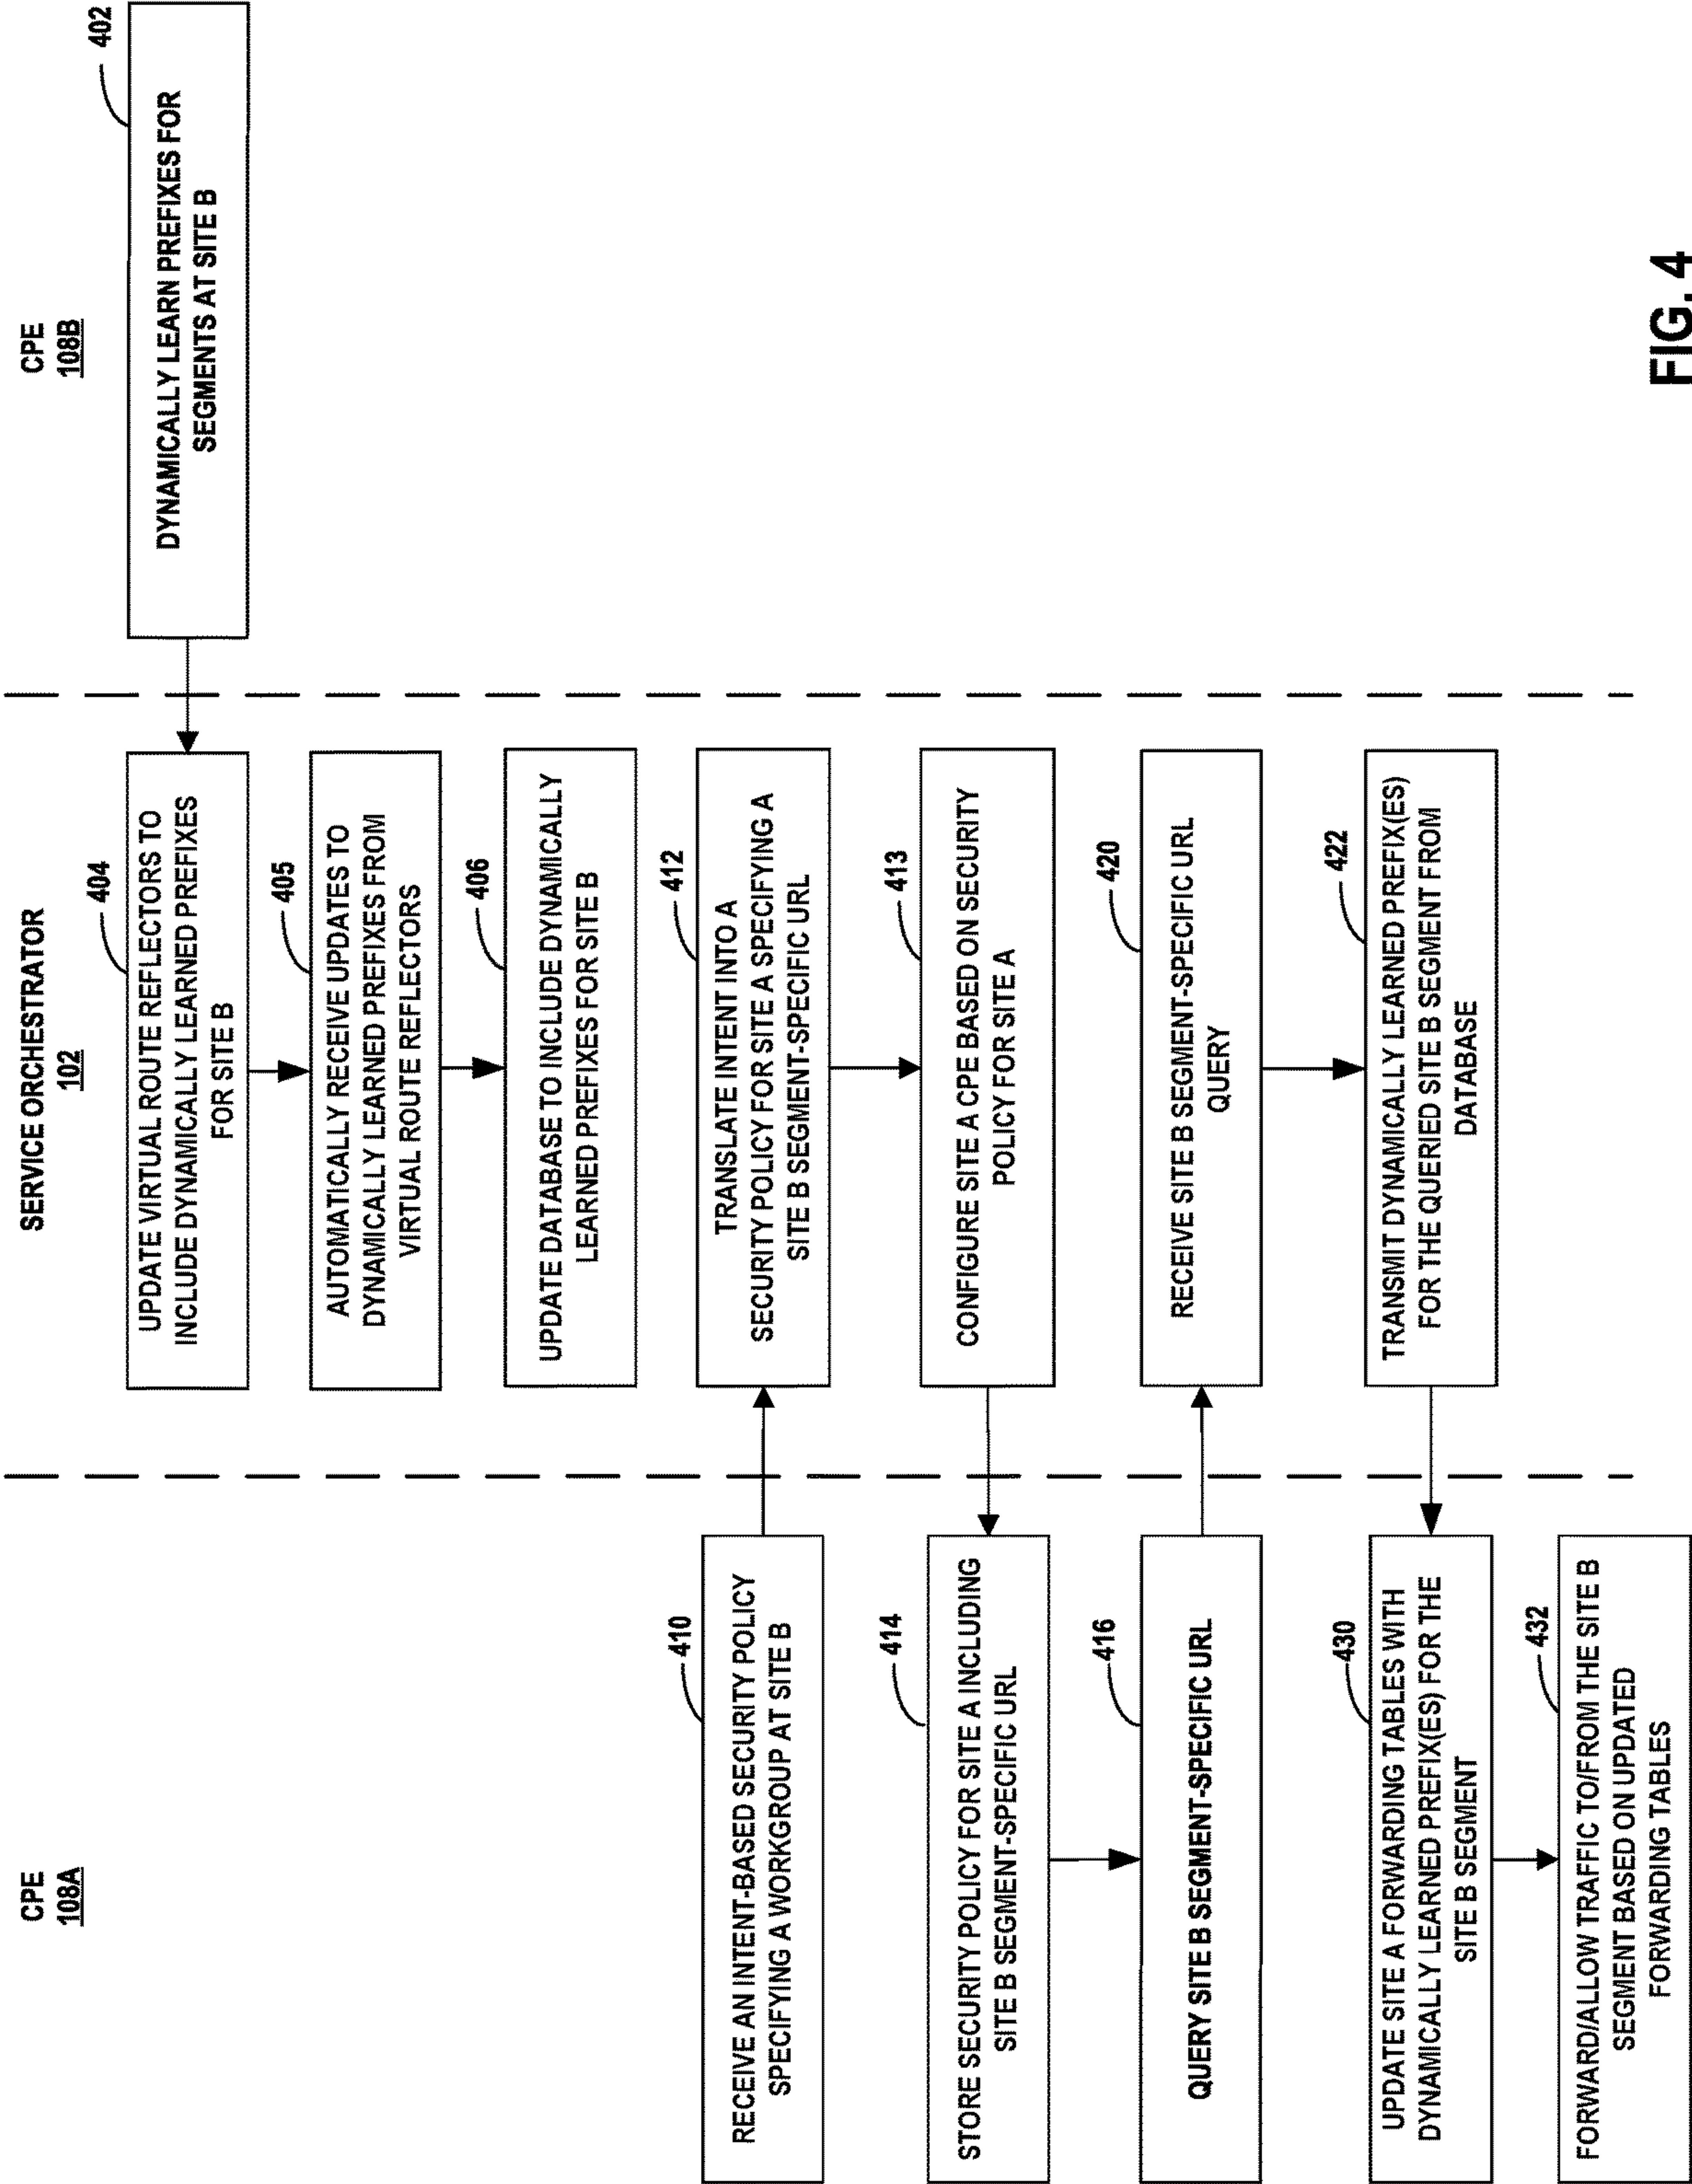 CPE
108A
SERVICE ORCHESTRATOR
102
CPE
108B
402
DYNAMICALLY LEARN PREFIXES FOR
SEGMENTS AT SITE B
404
UPDATE VIRTUAL ROUTE REFLECTORS TO
INCLUDE DYNAMICALLY LEARNED PREFIXES
FOR SITE B
405
AUTOMATICALLY RECEIVE UPDATES TO
DYNAMICALLY LEARNED PREFIXES FROM
VIRTUAL ROUTE REFLECTORS
406
UPDATE DATABASE TO INCLUDE DYNAMICALLY
LEARNED PREFIXES FOR SITE B
410
RECEIVE AN INTENT-BASED SECURITY POLICY
SPECIFYING A WORKGROUP AT SITE B
412
TRANSLATE INTENT INTO A
SECURITY POLICY FOR SITE A SPECIFYING A
SITE B SEGMENT-SPECIFIC URL
413
CONFIGURE SITE A CPE BASED ON SECURITY
POLICY FOR SITE A
414
STORE SECURITY POLICY FOR SITE A INCLUDING
SITE B SEGMENT-SPECIFIC URL
416
QUERY SITE B SEGMENT-SPECIFIC URL
420
RECEIVE SITE B SEGMENT-SPECIFIC URL
QUERY
422
TRANSMIT DYNAMICALLY LEARNED PREFIX(ES)
FOR THE QUERIED SITE B SEGMENT FROM
DATABASE
430
UPDATE SITE A FORWARDING TABLES WITH
DYNAMICALLY LEARNED PREFIX(ES) FOR THE
SITE B SEGMENT
432
FORWARD/ALLOW TRAFFIC TO/FROM THE SITE B
SEGMENT BASED ON UPDATED
FORWARDING TABLES
FIG. 4